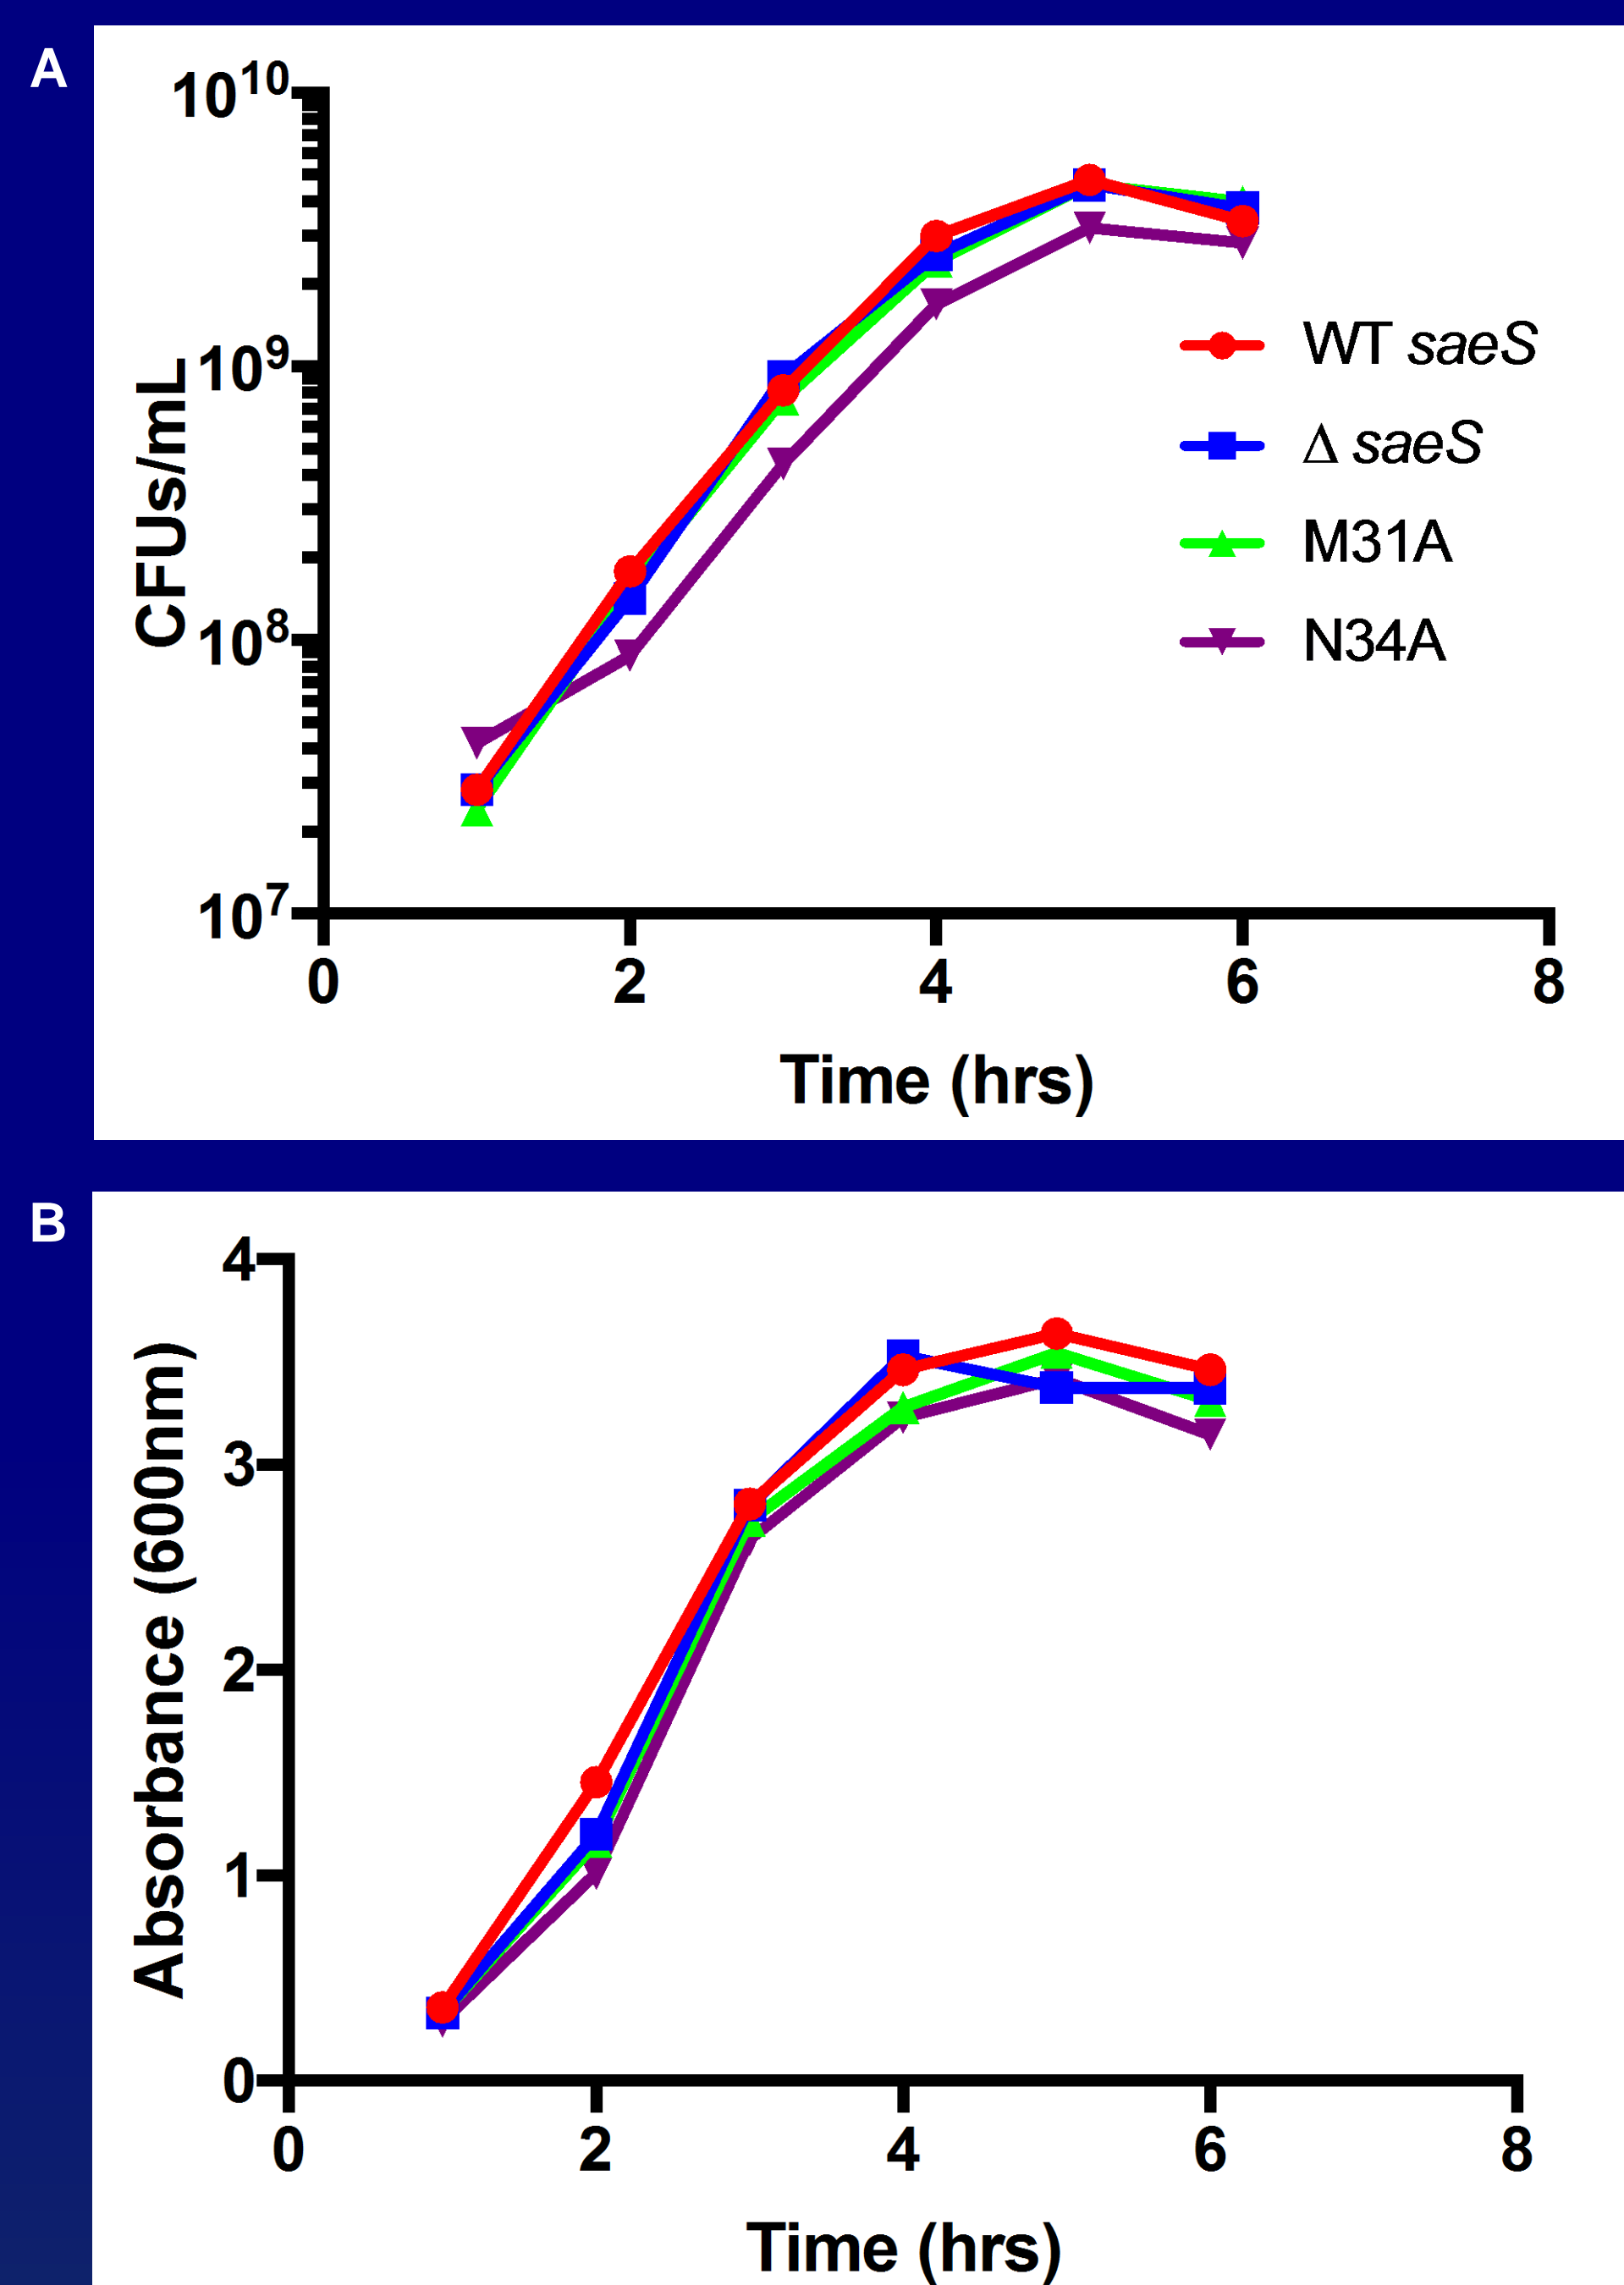 A
10^10
10^9
10^8
10^7
CFUs/mL
0 2 4 6 8
Time (hrs)
WT saeS
Δ saeS
M31A
N34A
B
4
3
2
1
0
Absorbance (600nm)
0 2 4 6 8
Time (hrs)